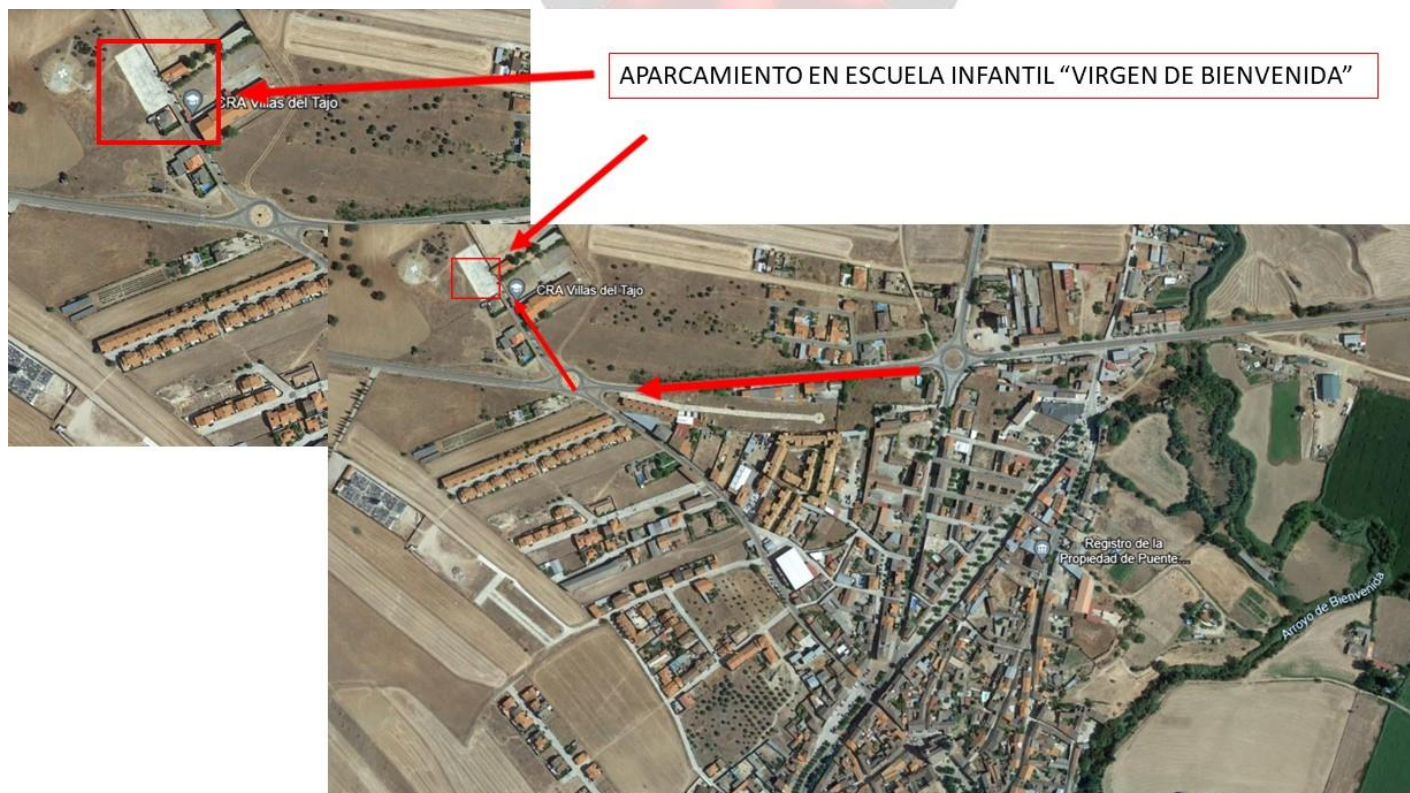 APARCAMIENTO EN ESCUELA INFANTIL “VIRGEN DE BIENVENIDA”
CRA Villas del Tajo
CRA Villas del Tajo
Registro de la
Propiedad de Puente...
Arroyo de Bienvenida